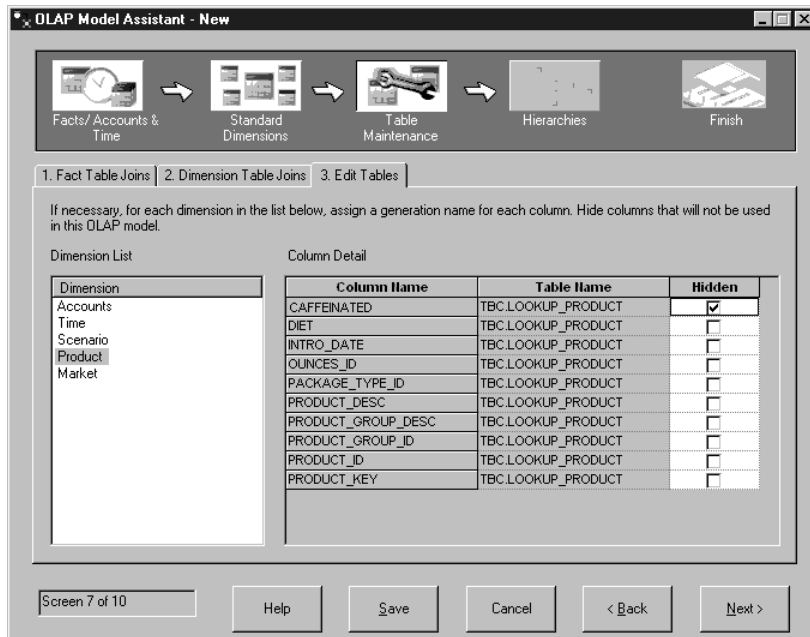 OLAP Model Assistant - New
Facts/ Accounts &
Time
Standard
Dimensions
Table
Maintenance
Hierarchies
Finish
1. Fact Table Joins
2. Dimension Table Joins
3. Edit Tables
If necessary, for each dimension in the list below, assign a generation name for each column. Hide columns that will not be used
in this OLAP model.
Dimension List
Column Detail
Dimension
Accounts
Time
Scenario
Product
Market
Column Name Table Name Hidden
CAFFEINATED TBC.LOOKUP_PRODUCT
DIET TBC.LOOKUP_PRODUCT
INTRO_DATE TBC.LOOKUP_PRODUCT
OUNCES_ID TBC.LOOKUP_PRODUCT
PACKAGE_TYPE_ID TBC.LOOKUP_PRODUCT
PRODUCT_DESC TBC.LOOKUP_PRODUCT
PRODUCT_GROUP_DESC TBC.LOOKUP_PRODUCT
PRODUCT_GROUP_ID TBC.LOOKUP_PRODUCT
PRODUCT_ID TBC.LOOKUP_PRODUCT
PRODUCT_KEY TBC.LOOKUP_PRODUCT
Screen 7 of 10
Help
Save
Cancel
< Back
Next >